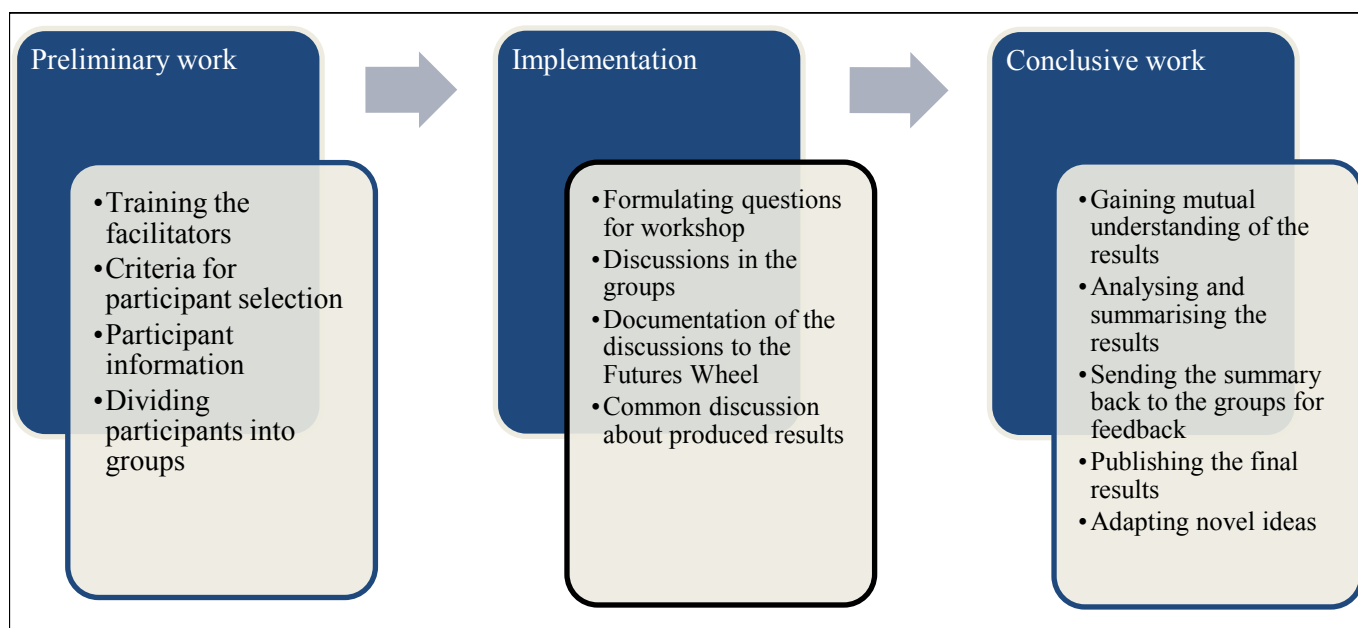 Preliminary work
•Training the
facilitators
•Criteria for
participant selection
•Participant
information
•Dividing
participants into
groups
Implementation
•Formulating questions
for workshop
•Discussions in the
groups
•Documentation of the
discussions to the
Futures Wheel
•Common discussion
about produced results
Conclusive work
•Gaining mutual
understanding of the
results
•Analysing and
summarising the
results
•Sending the summary
back to the groups for
feedback
•Publishing the final
results
•Adapting novel ideas